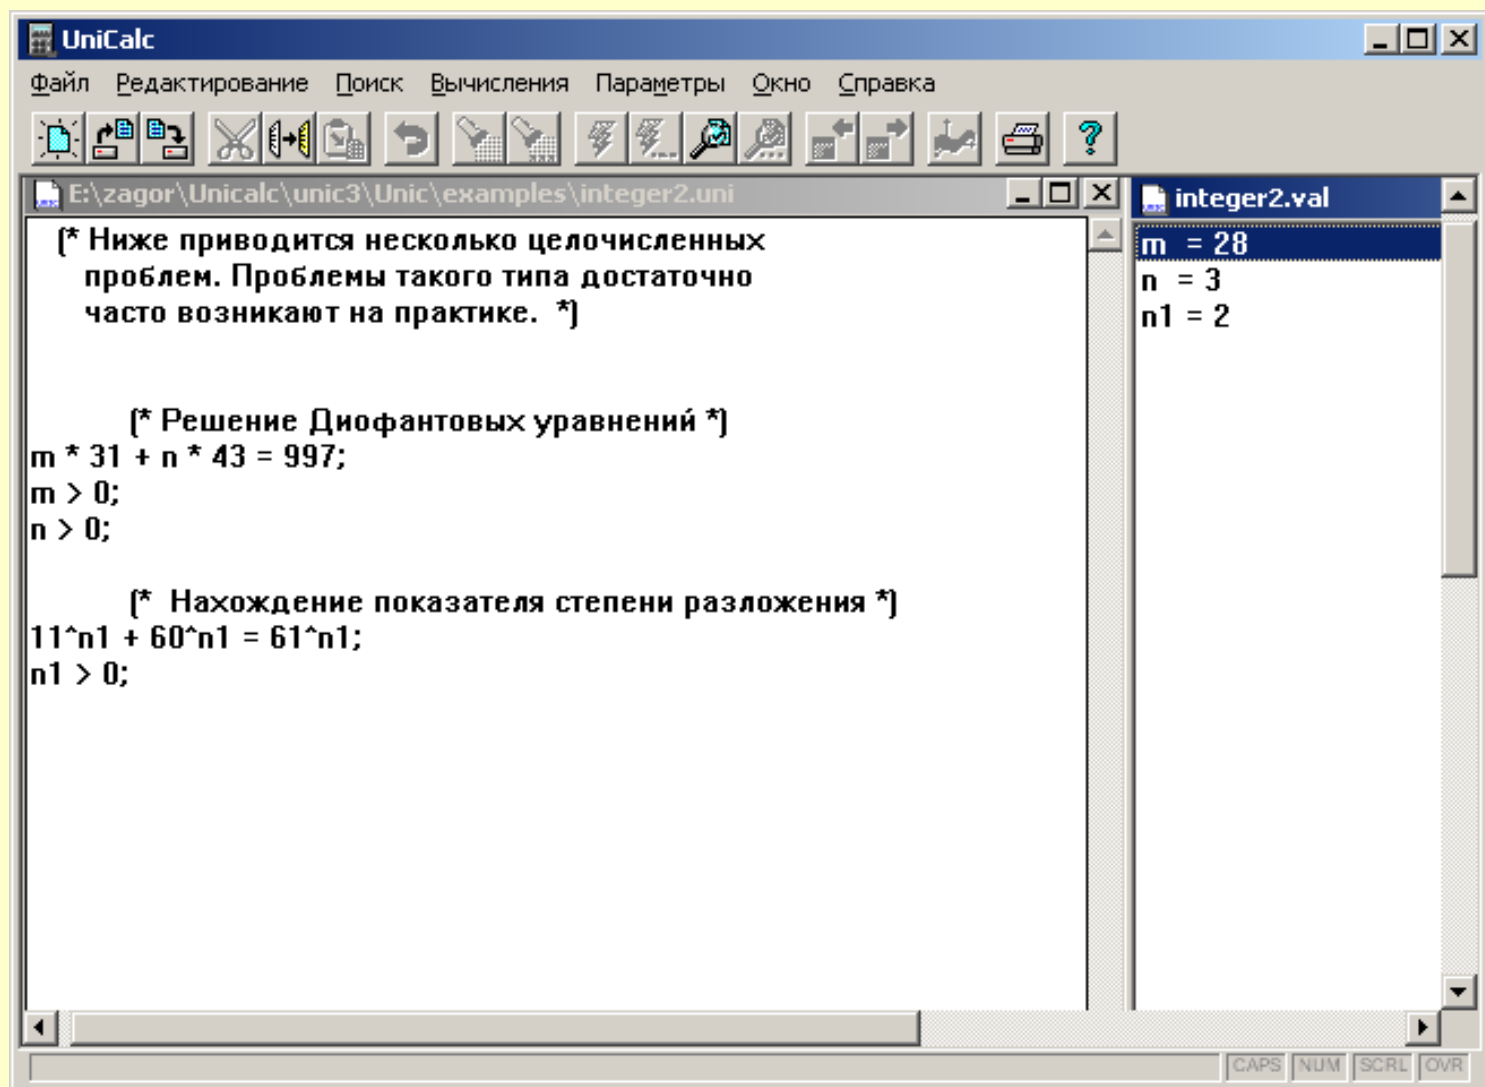 UniCalc
Файл Редактирование Поиск Вычисления Параметры Окно Справка
E:\zagor\Unicalc\unic3\Unic\examples\integer2.uni
(* Ниже приводится несколько целочисленных
проблем. Проблемы такого типа достаточно
часто возникают на практике. *)
(* Решение Диофантовых уравнений *)
m * 31 + n * 43 = 997;
m > 0;
n > 0;
(* Нахождение показателя степени разложения *)
11^n1 + 60^n1 = 61^n1;
n1 > 0;
integer2.val
m = 28
n = 3
n1 = 2
CAPS NUM SCRL OVR